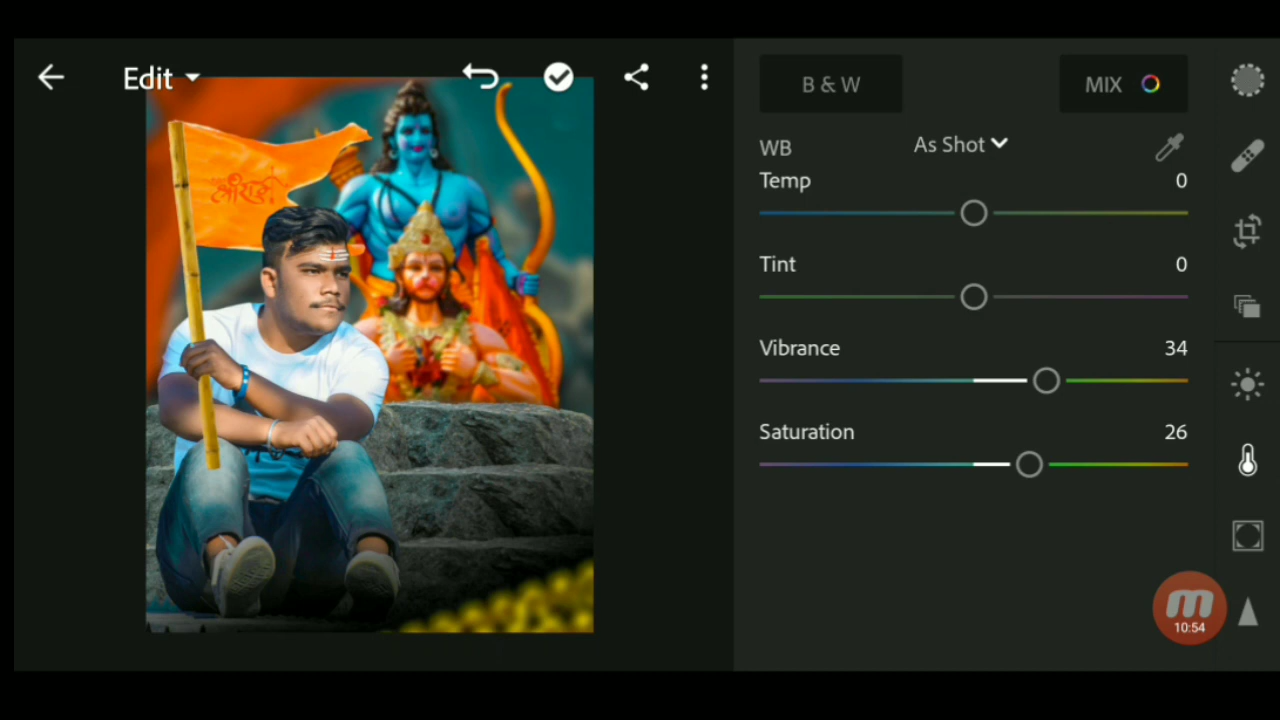 Edit
B & W
MIX
WB
As Shot
Temp
0
Tint
0
Vibrance
34
Saturation
26
श्रीराम
10:54